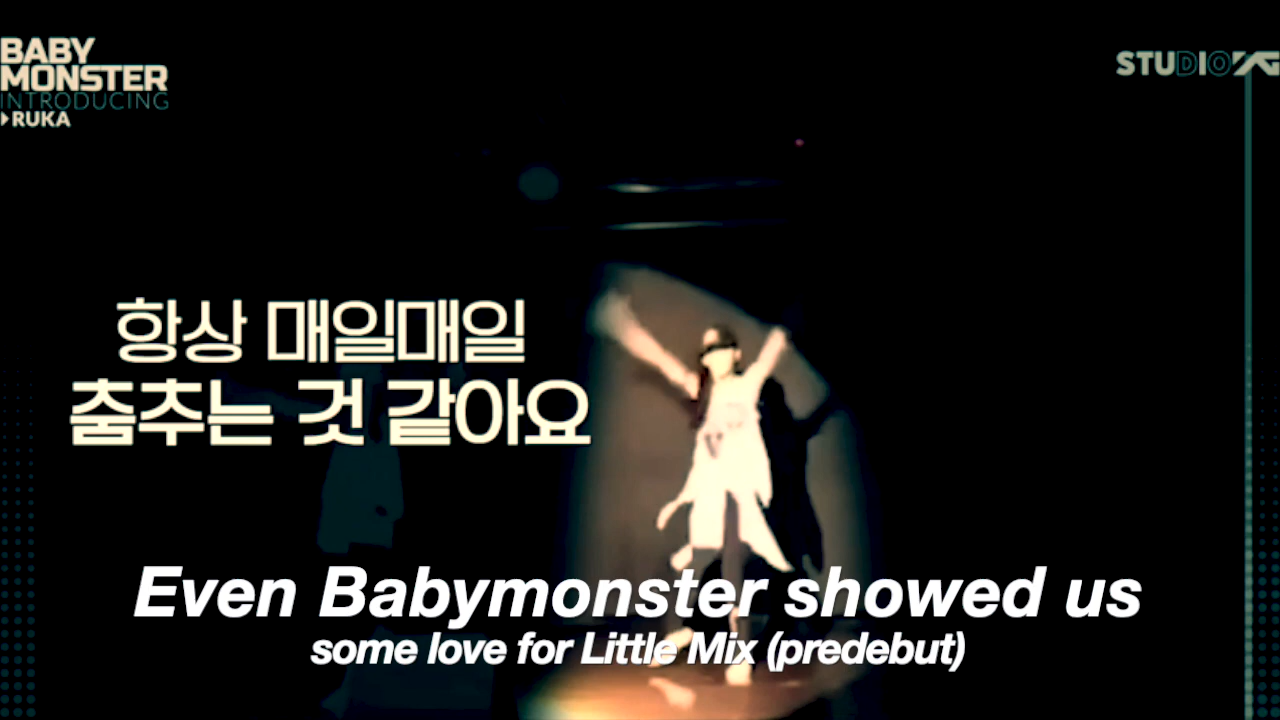 BABY
MONSTER
INTRODUCING
RUKA
STUDIO YG
항상 매일매일
춤추는 것 같아요
Even Babymonster showed us
some love for Little Mix (predebut)